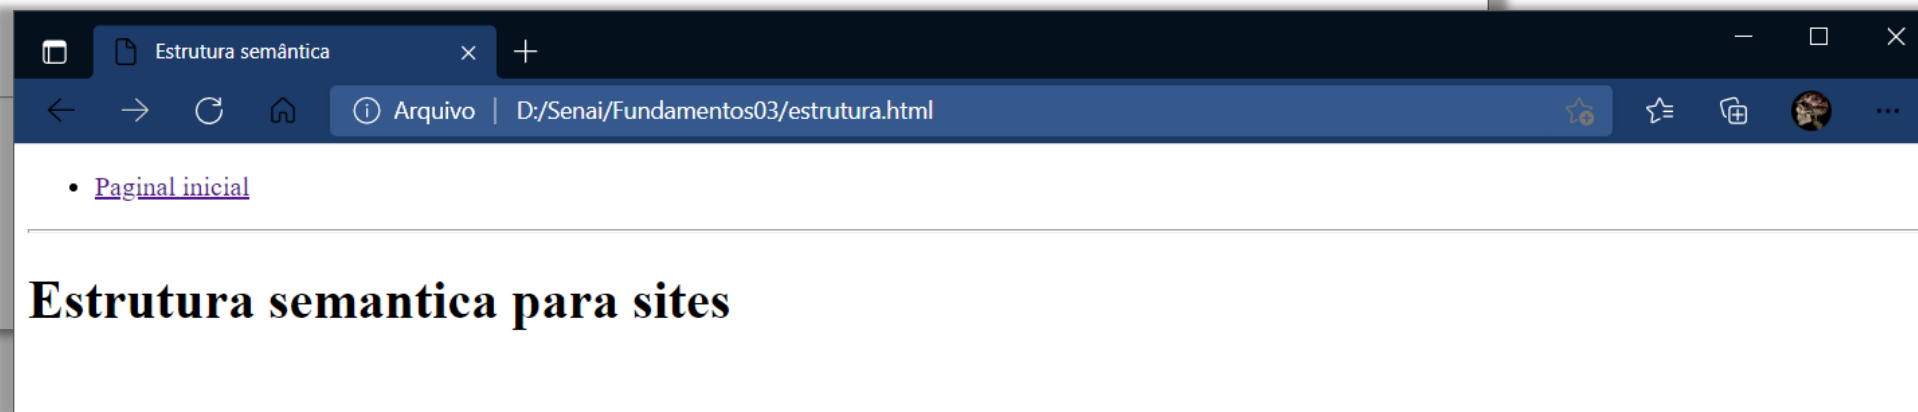 Estrutura semântica
Arquivo D:/Senai/Fundamentos03/estrutura.html
Paginal inicial
Estrutura semantica para sites